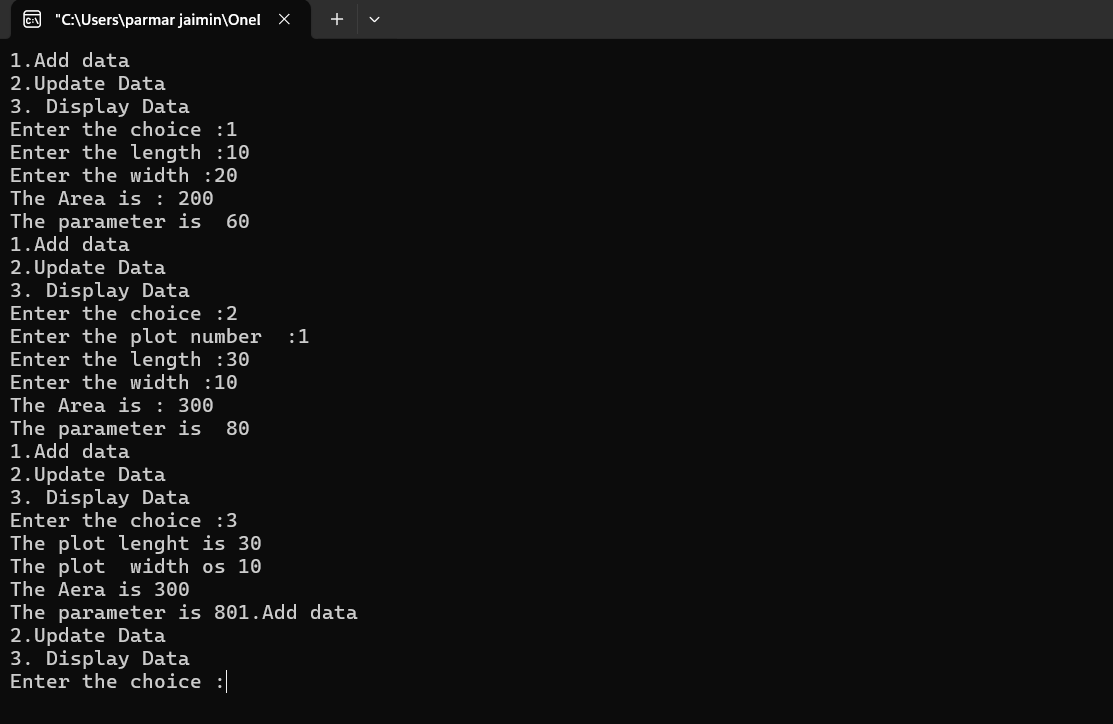 "C:\Users\parmar jaimin\Onel
1.Add data
2.Update Data
3. Display Data
Enter the choice :1
Enter the length :10
Enter the width :20
The Area is : 200
The parameter is  60
1.Add data
2.Update Data
3. Display Data
Enter the choice :2
Enter the plot number  :1
Enter the length :30
Enter the width :10
The Area is : 300
The parameter is  80
1.Add data
2.Update Data
3. Display Data
Enter the choice :3
The plot lenght is 30
The plot  width os 10
The Aera is 300
The parameter is 801.Add data
2.Update Data
3. Display Data
Enter the choice :